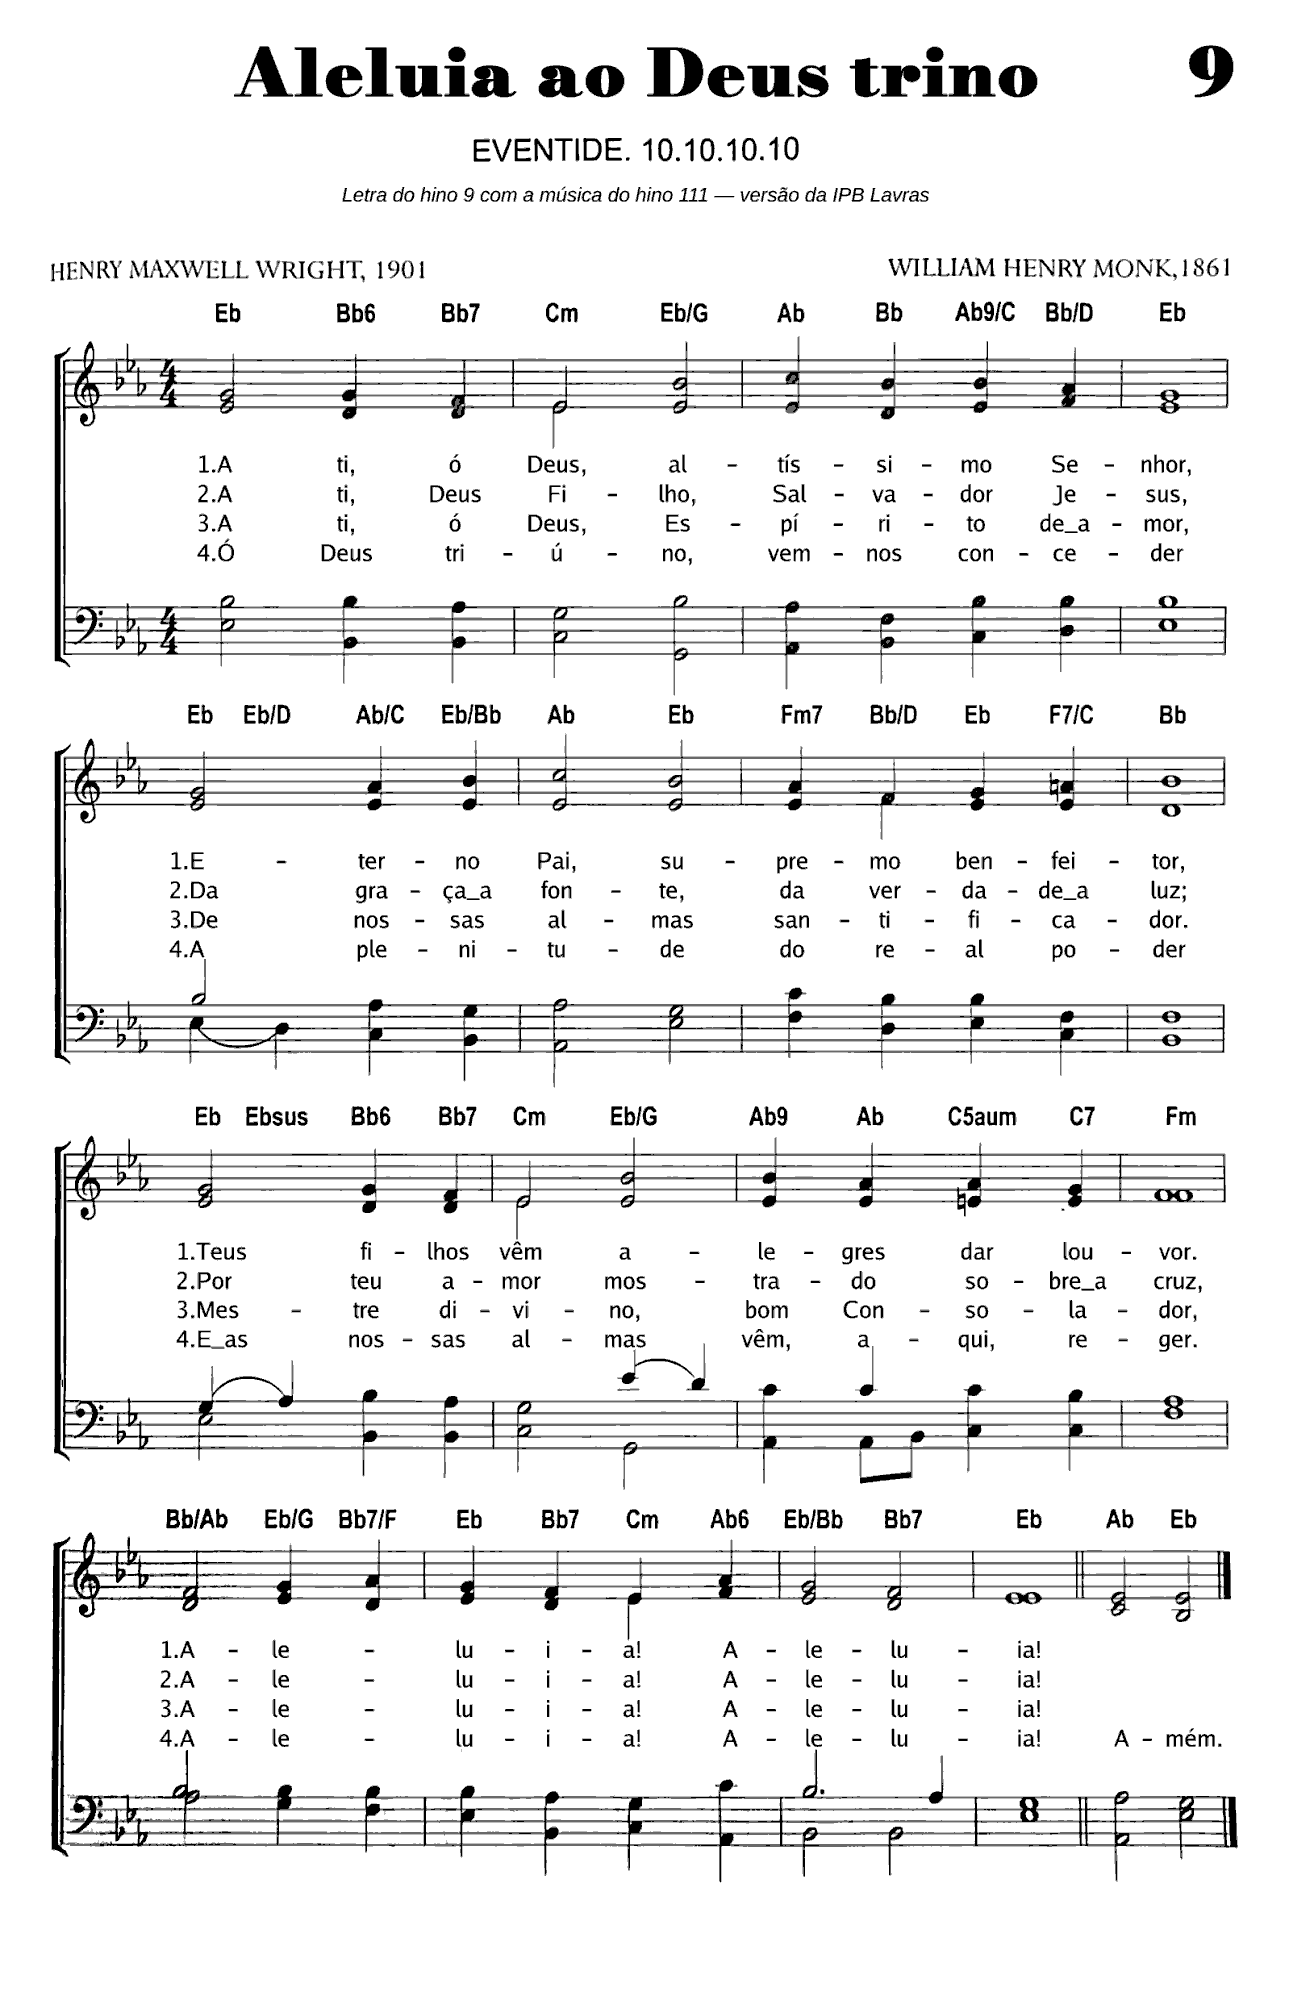 Aleluia ao Deus trino 9
EVENTIDE. 10.10.10.10
Letra do hino 9 com a música do hino 111 — versão da IPB Lavras
HENRY MAXWELL WRIGHT, 1901 WILLIAM HENRY MONK,1861
Eb Bb6 Bb7 Cm Eb/G Ab Bb Ab9/C Bb/D Eb
4 4
1.A ti, ó Deus, al - tís - si - mo Se - nhor,
2.A ti, Deus Fi - lho, Sal - va - dor Je - sus,
3.A ti, ó Deus, Es - pí - ri - to de_a - mor,
4.Ó Deus tri - ú - no, vem - nos con - ce - der
4 4
Eb Eb/D Ab/C Eb/Bb Ab Eb Fm7 Bb/D Eb F7/C Bb
1.E - ter - no Pai, su - pre - mo ben - fei - tor,
2.Da gra - ça_a fon - te, da ver - da - de_a luz;
3.De nos - sas al - mas san - ti - fi - ca - dor.
4.A ple - ni - tu - de do re - al po - der
Eb Ebsus Bb6 Bb7 Cm Eb/G Ab9 Ab C5aum C7 Fm
1.Teus fi - lhos vêm a - le - gres dar lou - vor.
2.Por teu a - mor mos - tra - do so - bre_a cruz,
3.Mes - tre di - vi - no, bom Con - so - la - dor,
4.E_as nos - sas al - mas vêm, a - qui, re - ger.
Bb/Ab Eb/G Bb7/F Eb Bb7 Cm Ab6 Eb/Bb Bb7 Eb Ab Eb
1.A - le - lu - i - a! A - le - lu - ia!
2.A - le - lu - i - a! A - le - lu - ia!
3.A - le - lu - i - a! A - le - lu - ia!
4.A - le - lu - i - a! A - le - lu - ia! A - mém.